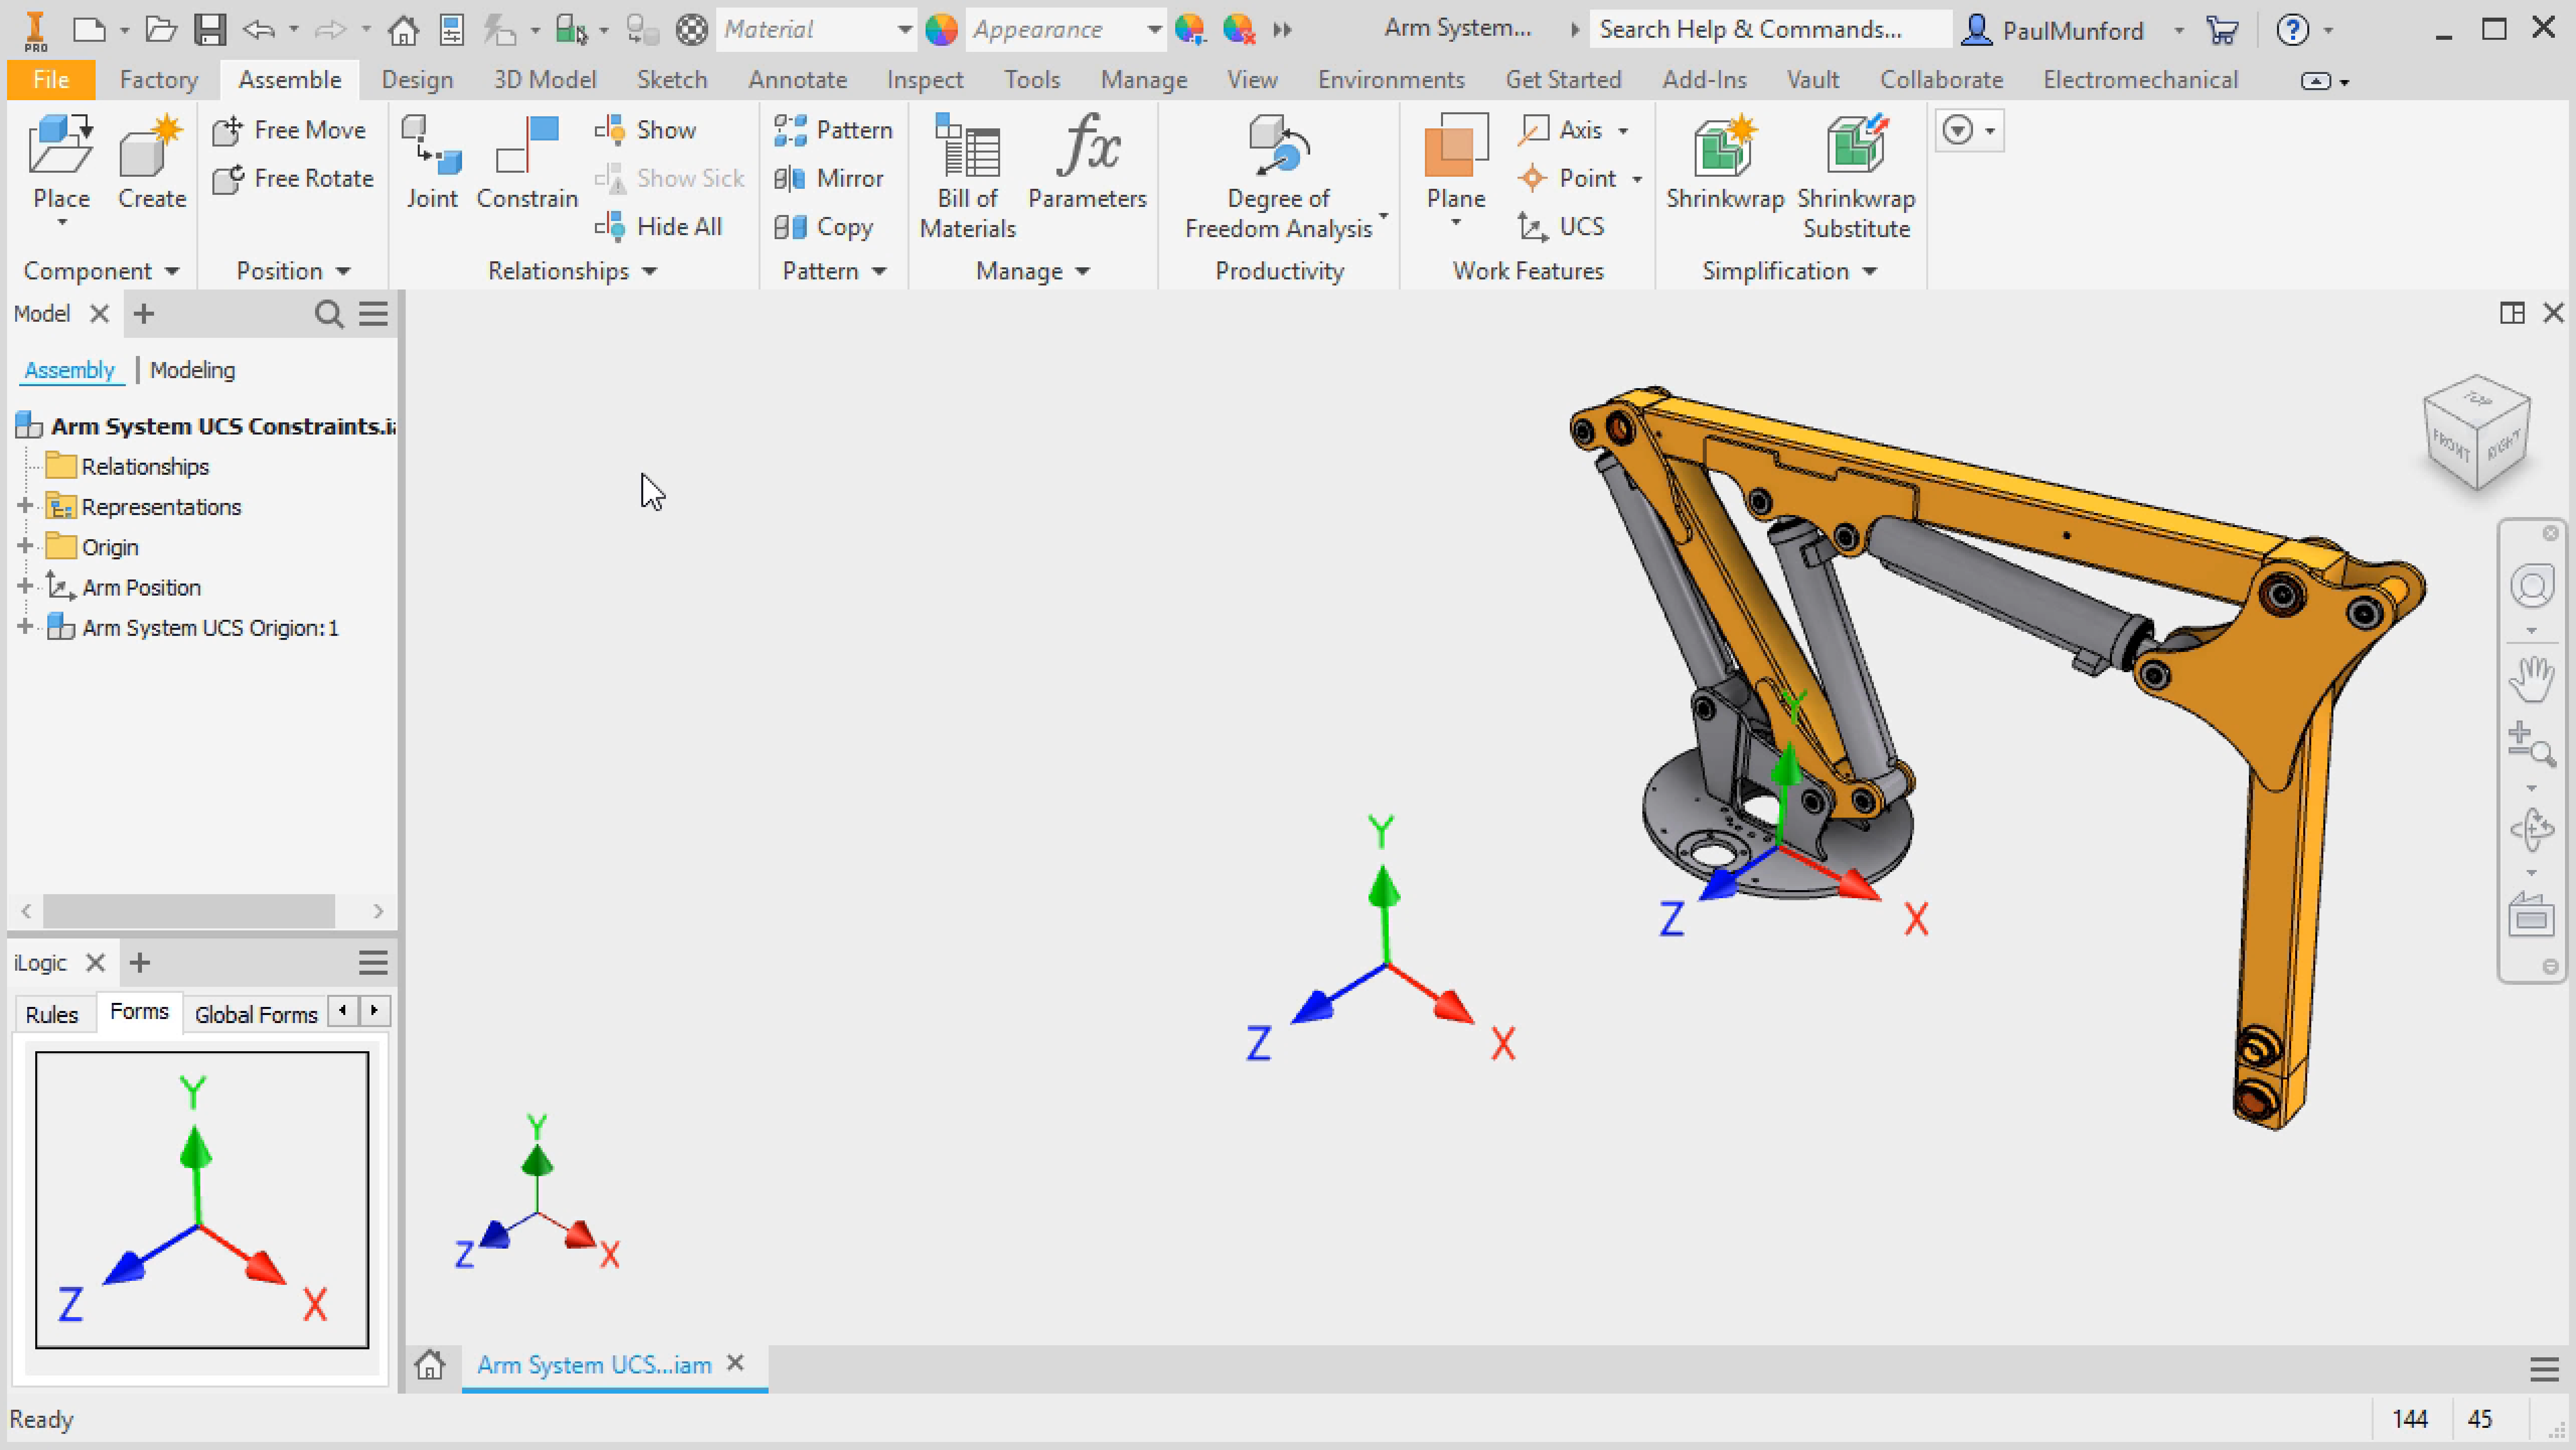 PRO
Material
Appearance
Arm System...
Search Help & Commands...
PaulMunford
File
Factory
Assemble
Design
3D Model
Sketch
Annotate
Inspect
Tools
Manage
View
Environments
Get Started
Add-Ins
Vault
Collaborate
Electromechanical
Place
Create
Free Move
Free Rotate
Joint
Constrain
Show
Show Sick
Hide All
Pattern
Mirror
Copy
Bill of
Materials
fx
Parameters
Degree of
Freedom Analysis
Plane
Axis
Point
UCS
Shrinkwrap
Shrinkwrap
Substitute
Component
Position
Relationships
Pattern
Manage
Productivity
Work Features
Simplification
Model
Assembly
Modeling
Arm System UCS Constraints.i
Relationships
Representations
Origin
Arm Position
Arm System UCS Origion:1
TOP
FRONT
RIGHT
Y
Z
X
Y
Z
X
Y
Z
X
iLogic
Rules
Forms
Global Forms
Y
Z
X
Arm System UCS...iam
Ready
144
45